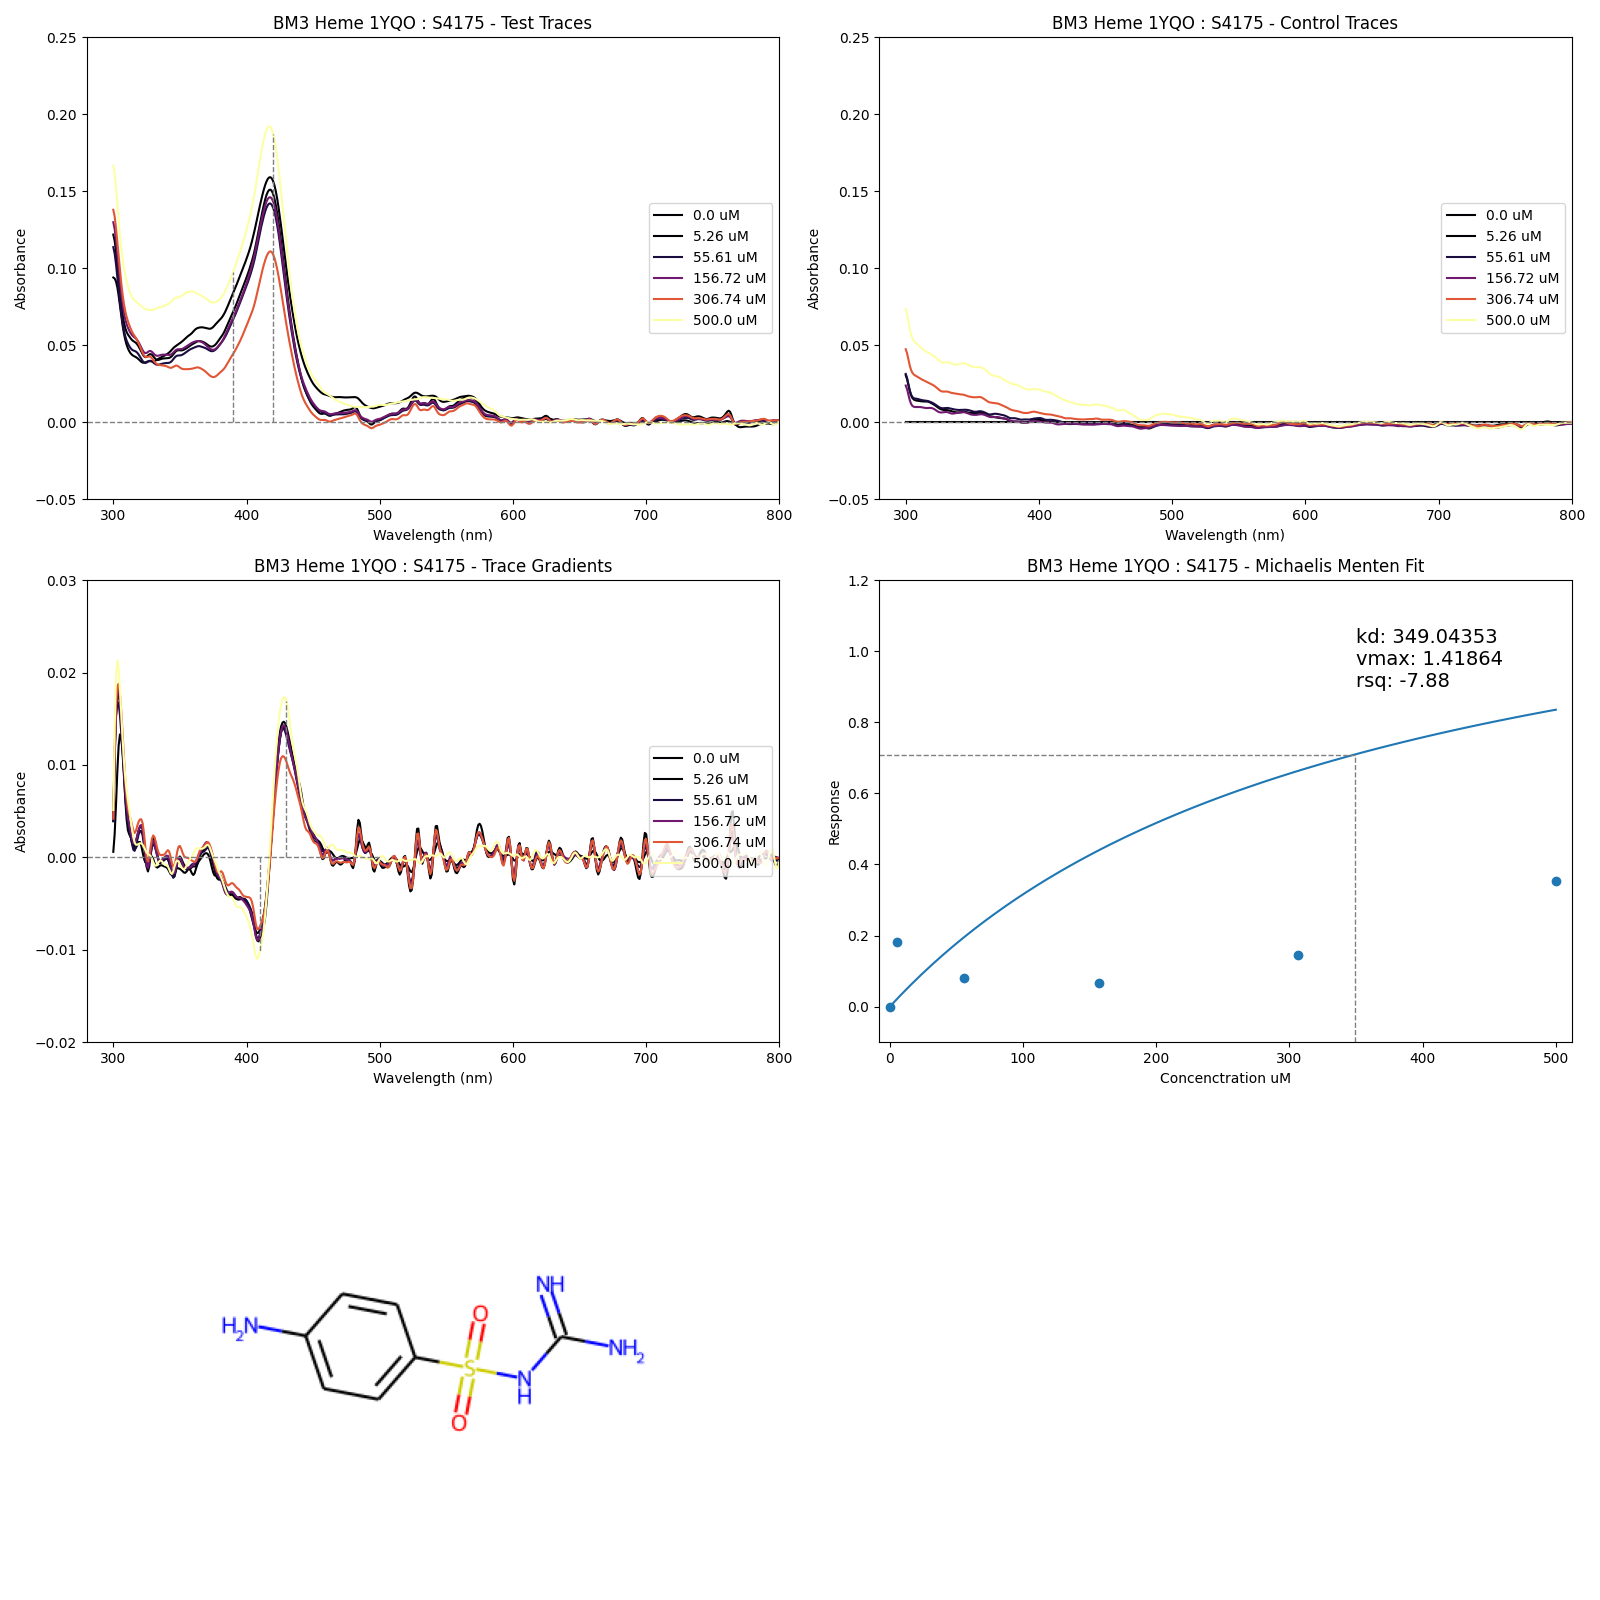 BM3 Heme 1YQO : S4175 - Test Traces
0.25
0.20
0.15
0.10
0.05
0.00
−0.05
Absorbance
300 400 500 600 700 800
Wavelength (nm)
0.0 uM
5.26 uM
55.61 uM
156.72 uM
306.74 uM
500.0 uM
BM3 Heme 1YQO : S4175 - Control Traces
0.25
0.20
0.15
0.10
0.05
0.00
−0.05
Absorbance
300 400 500 600 700 800
Wavelength (nm)
0.0 uM
5.26 uM
55.61 uM
156.72 uM
306.74 uM
500.0 uM
BM3 Heme 1YQO : S4175 - Trace Gradients
0.03
0.02
0.01
0.00
−0.01
−0.02
Absorbance
300 400 500 600 700 800
Wavelength (nm)
0.0 uM
5.26 uM
55.61 uM
156.72 uM
306.74 uM
500.0 uM
BM3 Heme 1YQO : S4175 - Michaelis Menten Fit
1.2
1.0
0.8
0.6
0.4
0.2
0.0
Response
0 100 200 300 400 500
Concenctration uM
kd: 349.04353
vmax: 1.41864
rsq: -7.88
H2N
O
S
O
N
H
NH
NH2